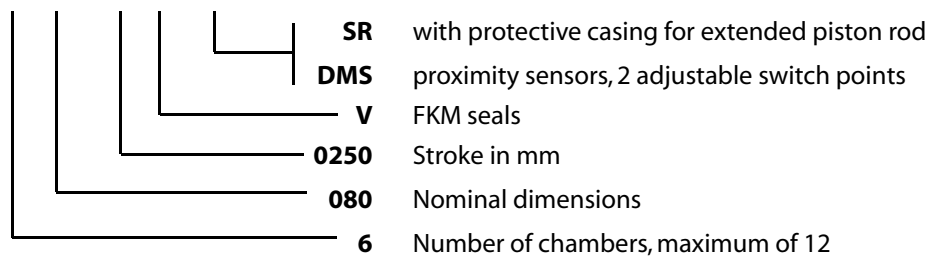 SR with protective casing for extended piston rod
DMS proximity sensors, 2 adjustable switch points
V FKM seals
0250 Stroke in mm
080 Nominal dimensions
6 Number of chambers, maximum of 12